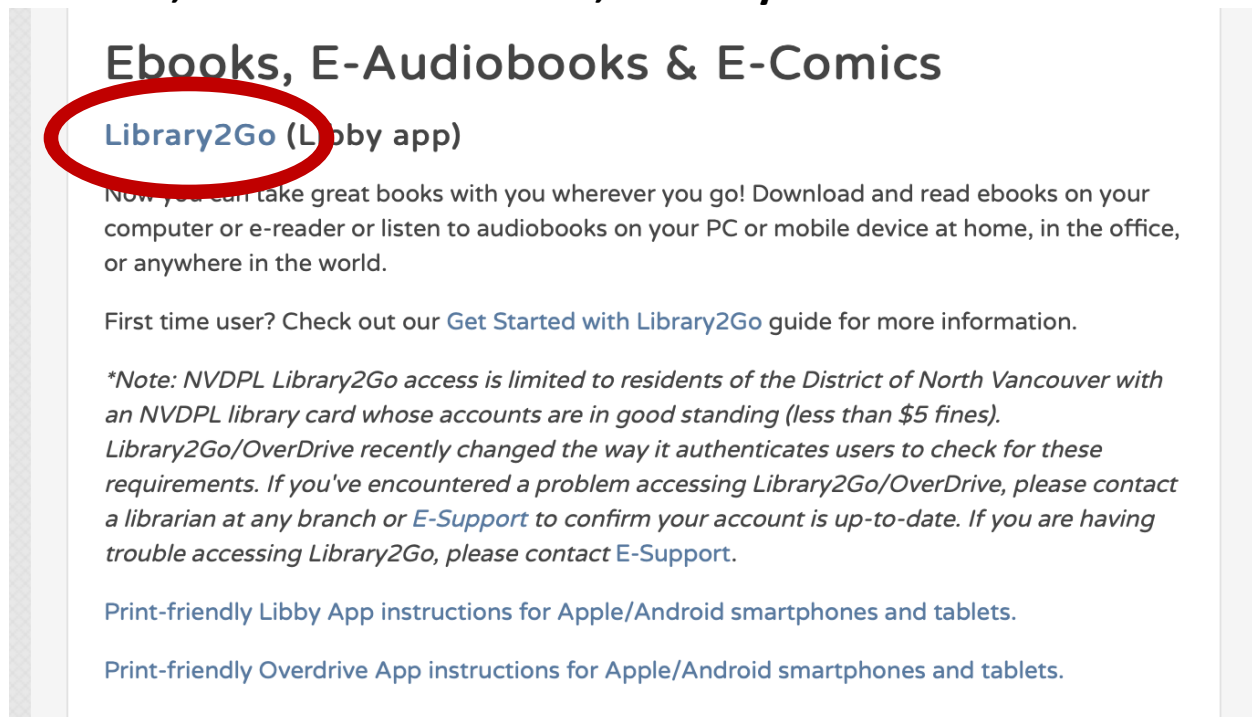 Ebooks, E-Audiobooks & E-Comics
Library2Go (Libby app)
Now you can take great books with you wherever you go! Download and read ebooks on your
computer or e-reader or listen to audiobooks on your PC or mobile device at home, in the office,
or anywhere in the world.
First time user? Check out our Get Started with Library2Go guide for more information.
*Note: NVDPL Library2Go access is limited to residents of the District of North Vancouver with
an NVDPL library card whose accounts are in good standing (less than $5 fines).
Library2Go/OverDrive recently changed the way it authenticates users to check for these
requirements. If you've encountered a problem accessing Library2Go/OverDrive, please contact
a librarian at any branch or E-Support to confirm your account is up-to-date. If you are having
trouble accessing Library2Go, please contact E-Support.
Print-friendly Libby App instructions for Apple/Android smartphones and tablets.
Print-friendly Overdrive App instructions for Apple/Android smartphones and tablets.